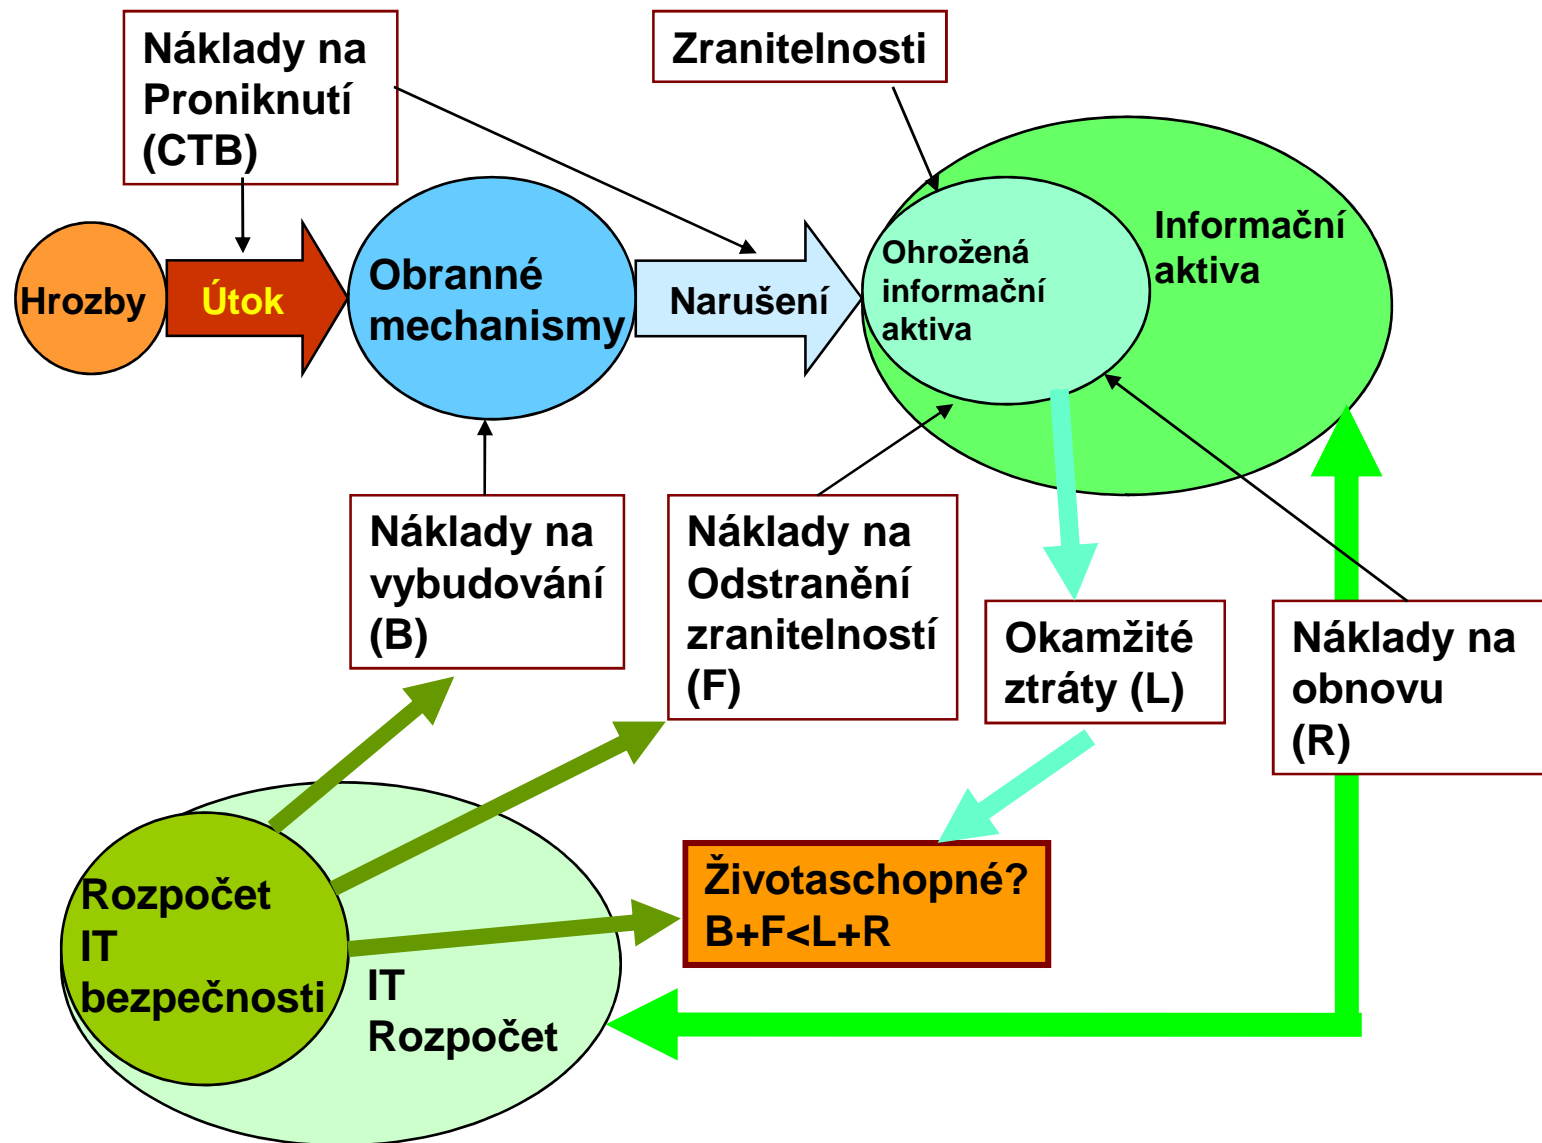 Náklady na
Proniknutí
(CTB)
Zranitelnosti
Hrozby
Útok
Obranné
mechanismy
Narušení
Ohrožená
informační
aktiva
Informační
aktiva
Náklady na
vybudování
(B)
Náklady na
Odstranění
zranitelností
(F)
Okamžité
ztráty (L)
Náklady na
obnovu
(R)
Rozpočet
IT
bezpečnosti
IT
Rozpočet
Životaschopné?
B+F<L+R